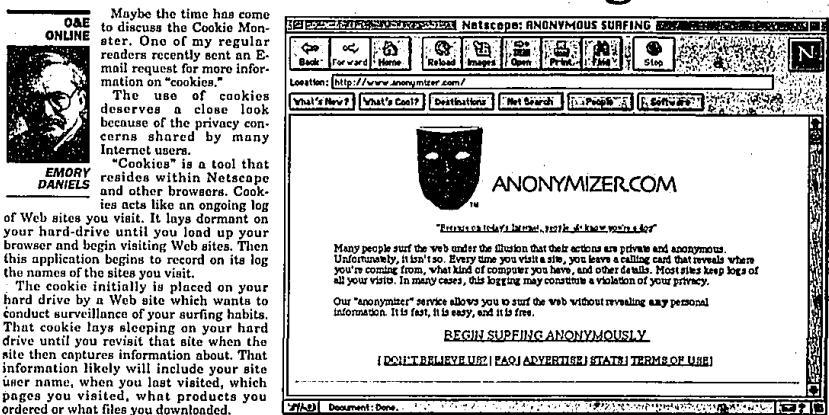 O&E
ONLINE
EMORY
DANIELS
Maybe the time has come
to discuss the Cookie Mon-
ster. One of my regular
readers recently sent an E-
mail request for more infor-
mation on "cookies."
The use of cookies
deserves a close look
because of the privacy con-
cerns shared by many
Internet users.
"Cookies" is a tool that
resides within Netscape
and other browsers. Cook-
ies acts like an ongoing log
of Web sites you visit. It lays dormant on
your hard-drive until you load up your
browser and begin visiting Web sites. Then
this application begins to record on its log
the names of the sites you visit.
The cookie initially is placed on your
hard drive by a Web site which wants to
conduct surveillance of your surfing habits.
That cookie lays sleeping on your hard
drive until you revisit that site when the
site then captures information about. That
information likely will include your site
user name, when you last visited, which
pages you visited, what products you
ordered or what files you downloaded.
Netscape: ANONYMOUS SURFING
Back Forward Home Reload Images Open Print Find Stop
N
Location: http://www.anonymizer.com/
What's New? What's Cool? Destinations Net Search People Software
ANONYMIZER.COM
TM
on today's Internet, people know you're a dog"
Many people surf the web under the illusion that their actions are private and anonymous.
Unfortunately, it isn't so. Every time you visit a site, you leave a calling card that reveals where
you're coming from, what kind of computer you have, and other details. Most sites keep logs of
all your visits. In many cases, this logging may constitute a violation of your privacy.
Our "anonymizer" service allows you to surf the web without revealing any personal
information. It is fast, it is easy, and it is free.
BEGIN SURFING ANONYMOUSLY
[ DON'T BELIEVE US? | FAQ | ADVERTISE | STATS | TERMS OF USE ]
Document: Done.